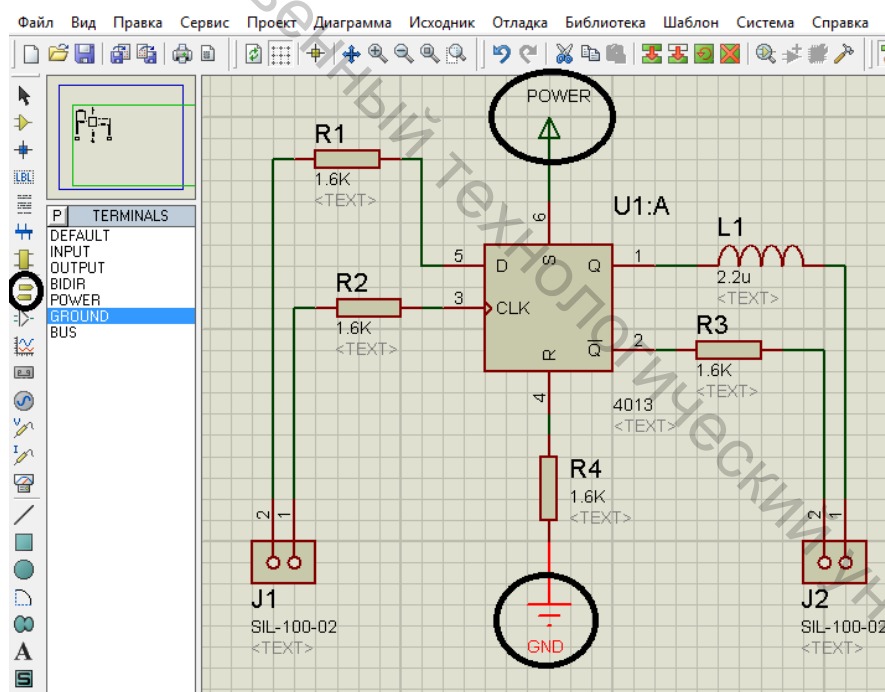 Файл Вид Правка Сервис Проект Диаграмма Исходник Отладка Библиотека Шаблон Система Справка
LBL
P TERMINALS
DEFAULT
INPUT
OUTPUT
BIDIR
POWER
GROUND
BUS
A
S
POWER
R1
1.6K
<TEXT>
R2
1.6K
<TEXT>
U1:A
6
5
3
1
2
4
D
S
Q
CLK
R
Q
4013
<TEXT>
L1
2.2u
<TEXT>
R3
1.6K
<TEXT>
R4
1.6K
<TEXT>
GND
2
1
J1
SIL-100-02
<TEXT>
2
1
J2
SIL-100-02
<TEXT>
технологический